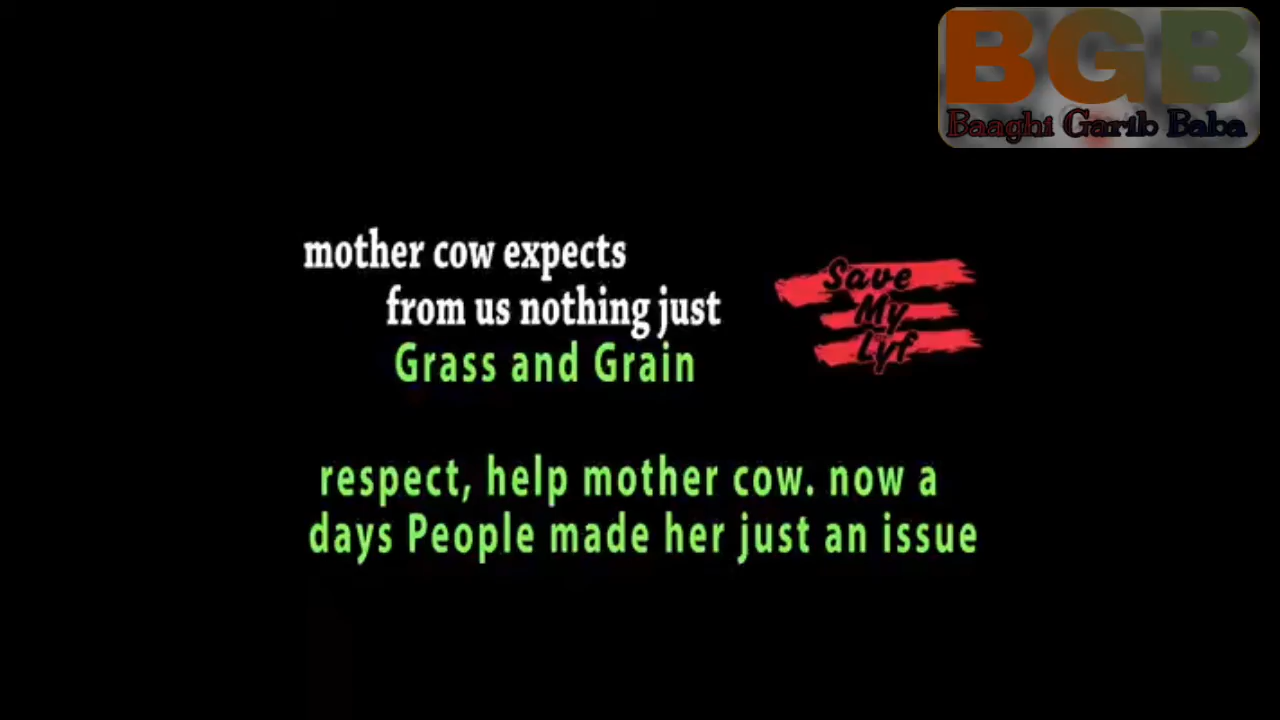 BGB
Baaghi Garib Baba
mother cow expects
from us nothing just
Grass and Grain
Save
My
Lyf
respect, help mother cow. now a
days People made her just an issue